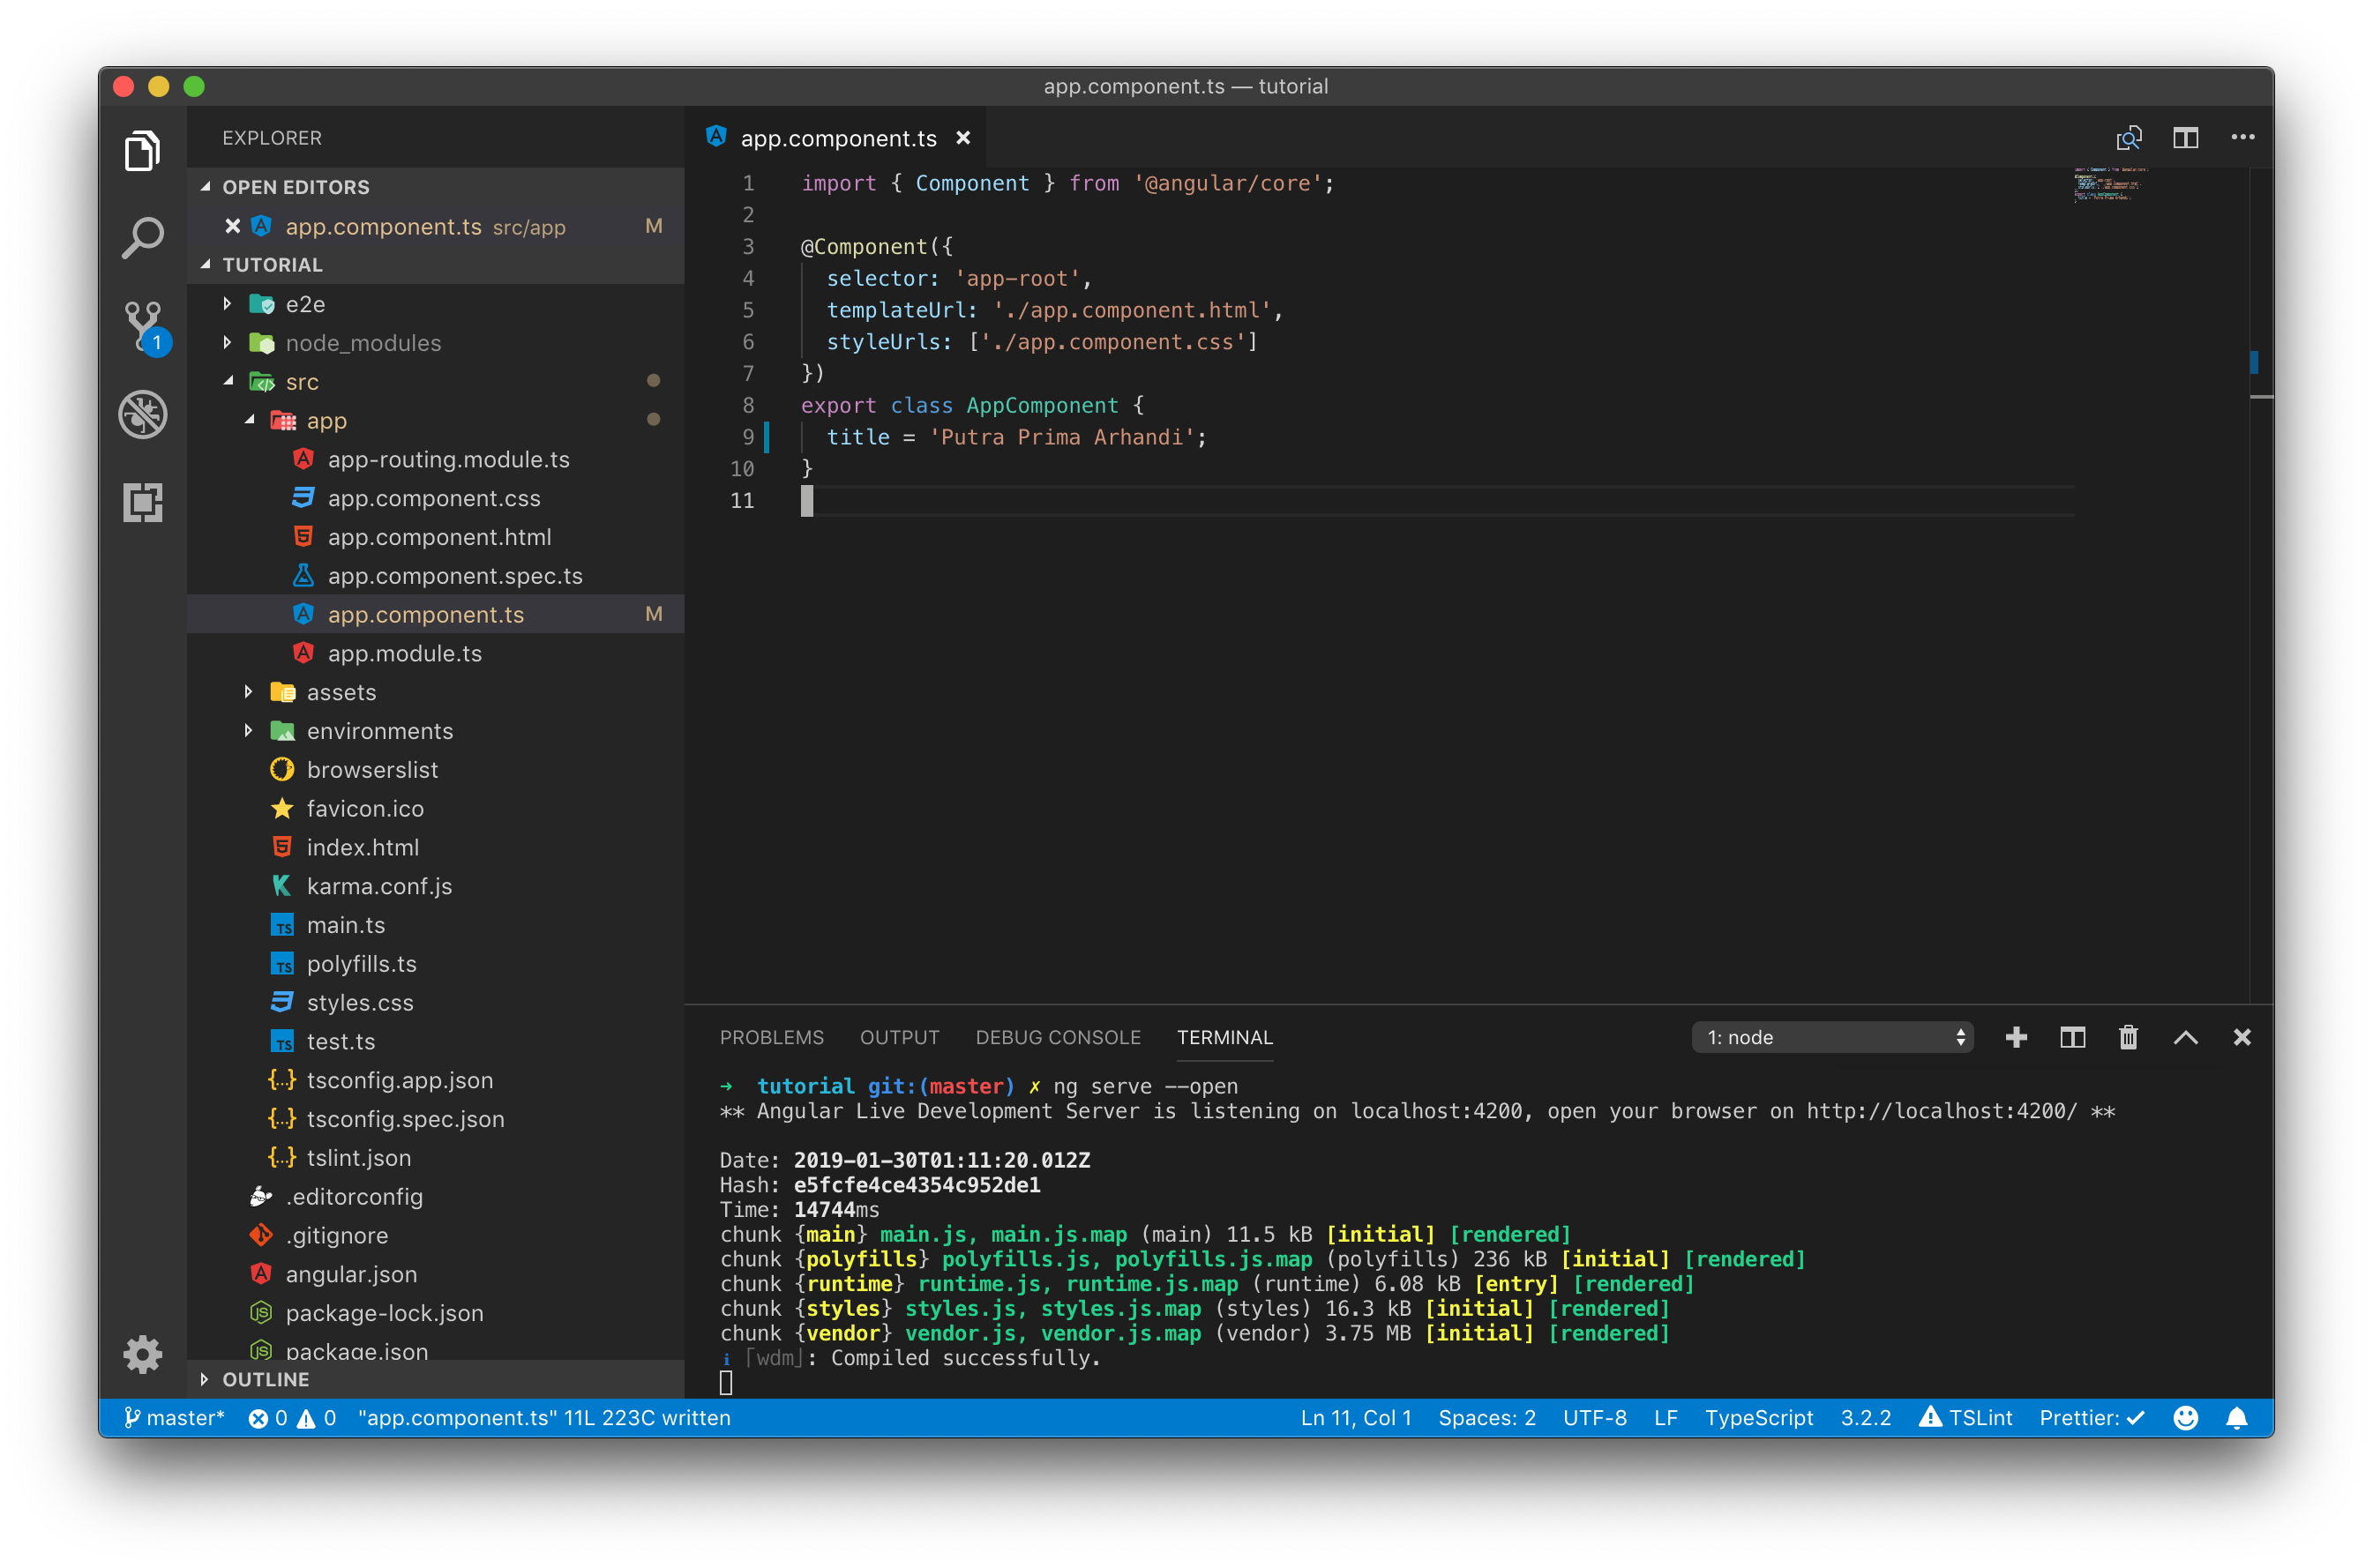 app.component.ts — tutorial
EXPLORER
OPEN EDITORS
app.component.ts src/app M
TUTORIAL
e2e
node_modules
src
app
app-routing.module.ts
app.component.css
app.component.html
app.component.spec.ts
app.component.ts M
app.module.ts
assets
environments
browserslist
favicon.ico
index.html
karma.conf.js
main.ts
polyfills.ts
styles.css
test.ts
tsconfig.app.json
tsconfig.spec.json
tslint.json
.editorconfig
.gitignore
angular.json
package-lock.json
package.json
OUTLINE
1
app.component.ts
1 import { Component } from '@angular/core';
2
3 @Component({
4 selector: 'app-root',
5 templateUrl: './app.component.html',
6 styleUrls: ['./app.component.css']
7 })
8 export class AppComponent {
9 title = 'Putra Prima Arhandi';
10 }
11
PROBLEMS OUTPUT DEBUG CONSOLE TERMINAL 1: node
➜ tutorial git:(master) ✗ ng serve --open
** Angular Live Development Server is listening on localhost:4200, open your browser on http://localhost:4200/ **
Date: 2019-01-30T01:11:20.012Z
Hash: e5fcfe4ce4354c952de1
Time: 14744ms
chunk {main} main.js, main.js.map (main) 11.5 kB [initial] [rendered]
chunk {polyfills} polyfills.js, polyfills.js.map (polyfills) 236 kB [initial] [rendered]
chunk {runtime} runtime.js, runtime.js.map (runtime) 6.08 kB [entry] [rendered]
chunk {styles} styles.js, styles.js.map (styles) 16.3 kB [initial] [rendered]
chunk {vendor} vendor.js, vendor.js.map (vendor) 3.75 MB [initial] [rendered]
ℹ ｢wdm｣: Compiled successfully.
master* 0 0 "app.component.ts" 11L 223C written Ln 11, Col 1 Spaces: 2 UTF-8 LF TypeScript 3.2.2 TSLint Prettier: ✓